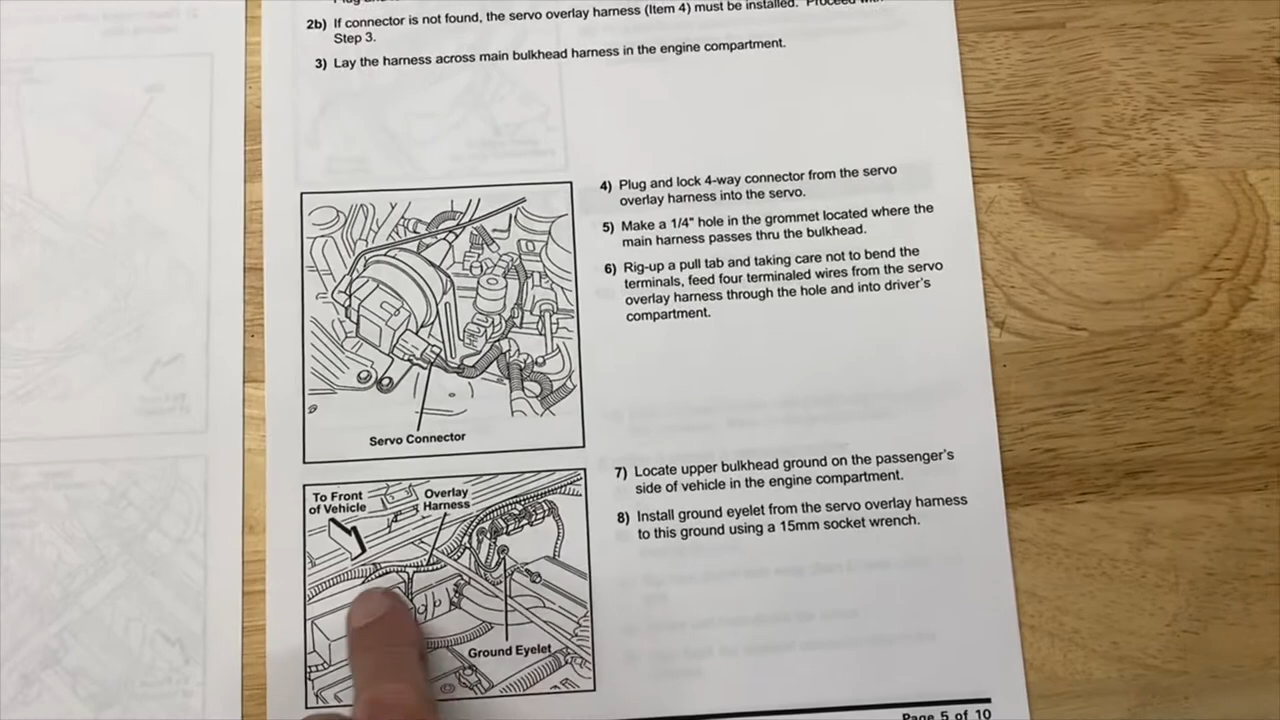 2b) If connector is not found, the servo overlay harness (Item 4) must be installed. Proceed with
Step 3.
3) Lay the harness across main bulkhead harness in the engine compartment.
4) Plug and lock 4-way connector from the servo
overlay harness into the servo.
5) Make a 1/4" hole in the grommet located where the
main harness passes thru the bulkhead.
6) Rig-up a pull tab and taking care not to bend the
terminals, feed four terminaled wires from the servo
overlay harness through the hole and into driver's
compartment.
Servo Connector
7) Locate upper bulkhead ground on the passenger's
side of vehicle in the engine compartment.
8) Install ground eyelet from the servo overlay harness
to this ground using a 15mm socket wrench.
To Front
of Vehicle
Overlay
Harness
Ground Eyelet
Page 5 of 10